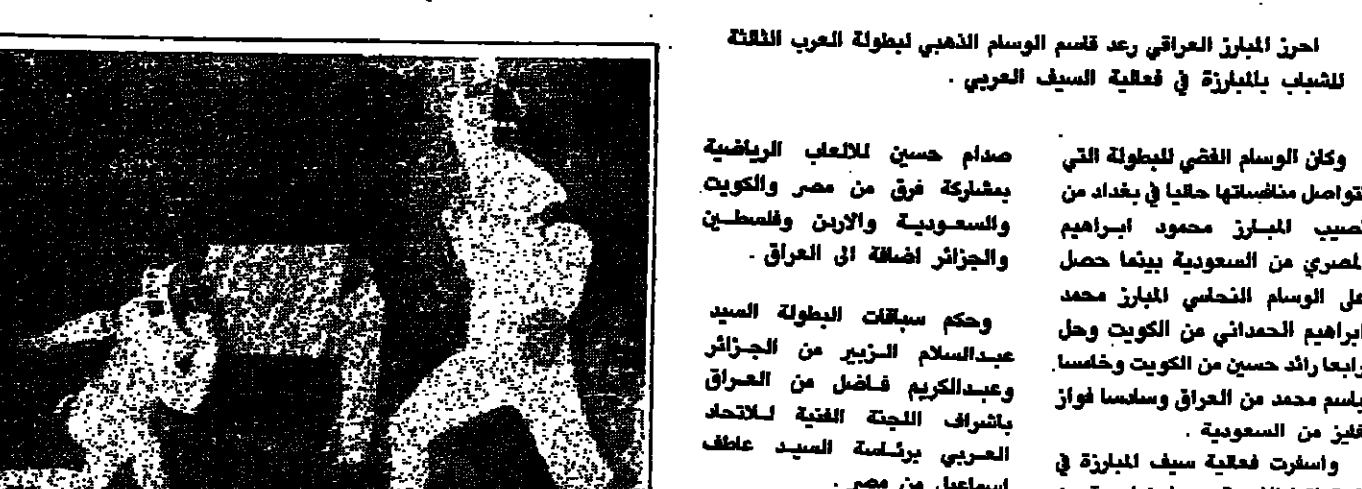 احرز المبارز العراقي رعد قاسم الوسام الذهبي لبطولة العرب الثالثة
للشباب بالمبارزة في فعالية السيف العربي .
وكان الوسام الفضي للبطولة التي
تتواصل منافساتها حاليا في بغداد من
نصيب المبارز محمود ابراهيم
المصري من السعودية بينما حصل
على الوسام النحاسي المبارز محمد
ابراهيم الحمداني من الكويت وحل
رابعا رائد حسين من الكويت وخامسا
باسم محمد من العراق وسادسا فواز
من السعودية .
واسفرت فعالية سيف المبارزة في
صدام حسين للالعاب الرياضية
بمشاركة فرق من مصر والكويت
والسعودية والاردن وفلسطين
والجزائر اضافة الى العراق .
وحكم سباقات البطولة السيد
عبدالسلام الزبير من الجزائر
وعبدالكريم فاضل من العراق
باشراف اللجنة الفنية للاتحاد
العربي برئاسة السيد عاطف
اسماعيل من مصر .